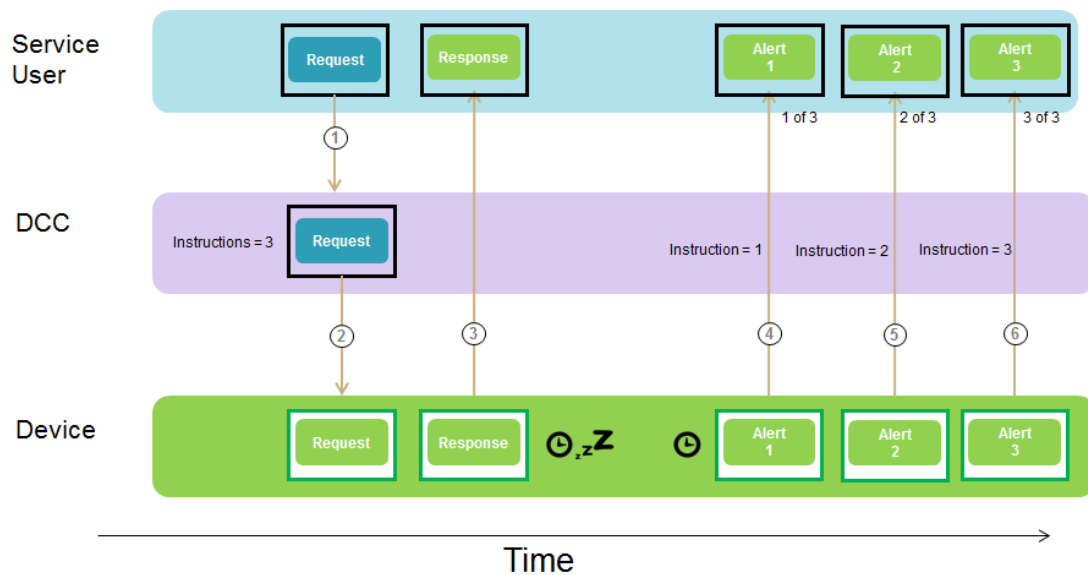 Service
User
Request
Response
Alert
1
Alert
2
Alert
3
1
1 of 3
2 of 3
3 of 3
DCC
Instructions = 3
Request
Instruction = 1
Instruction = 2
Instruction = 3
2
3
4
5
6
Device
Request
Response
z z Z
Alert
1
Alert
2
Alert
3
Time